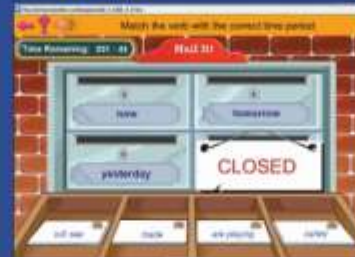 Match the verb with the correct time period
Time Remaining:
Mail It!
now
tomorrow
yesterday
CLOSED
made
are playing